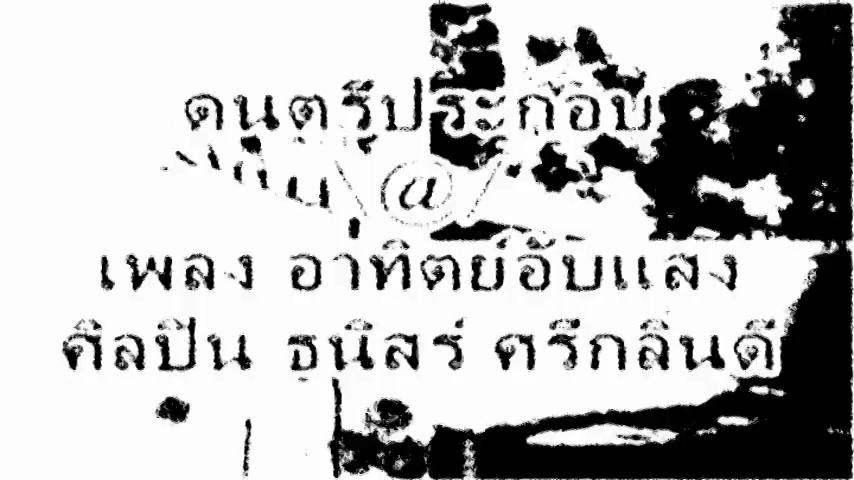 ดนตรีประกอบ
\@/
เพลง อาทิตย์อับแสง
ศิลปิน ธนิสร์ ศรีกลิ่นดี